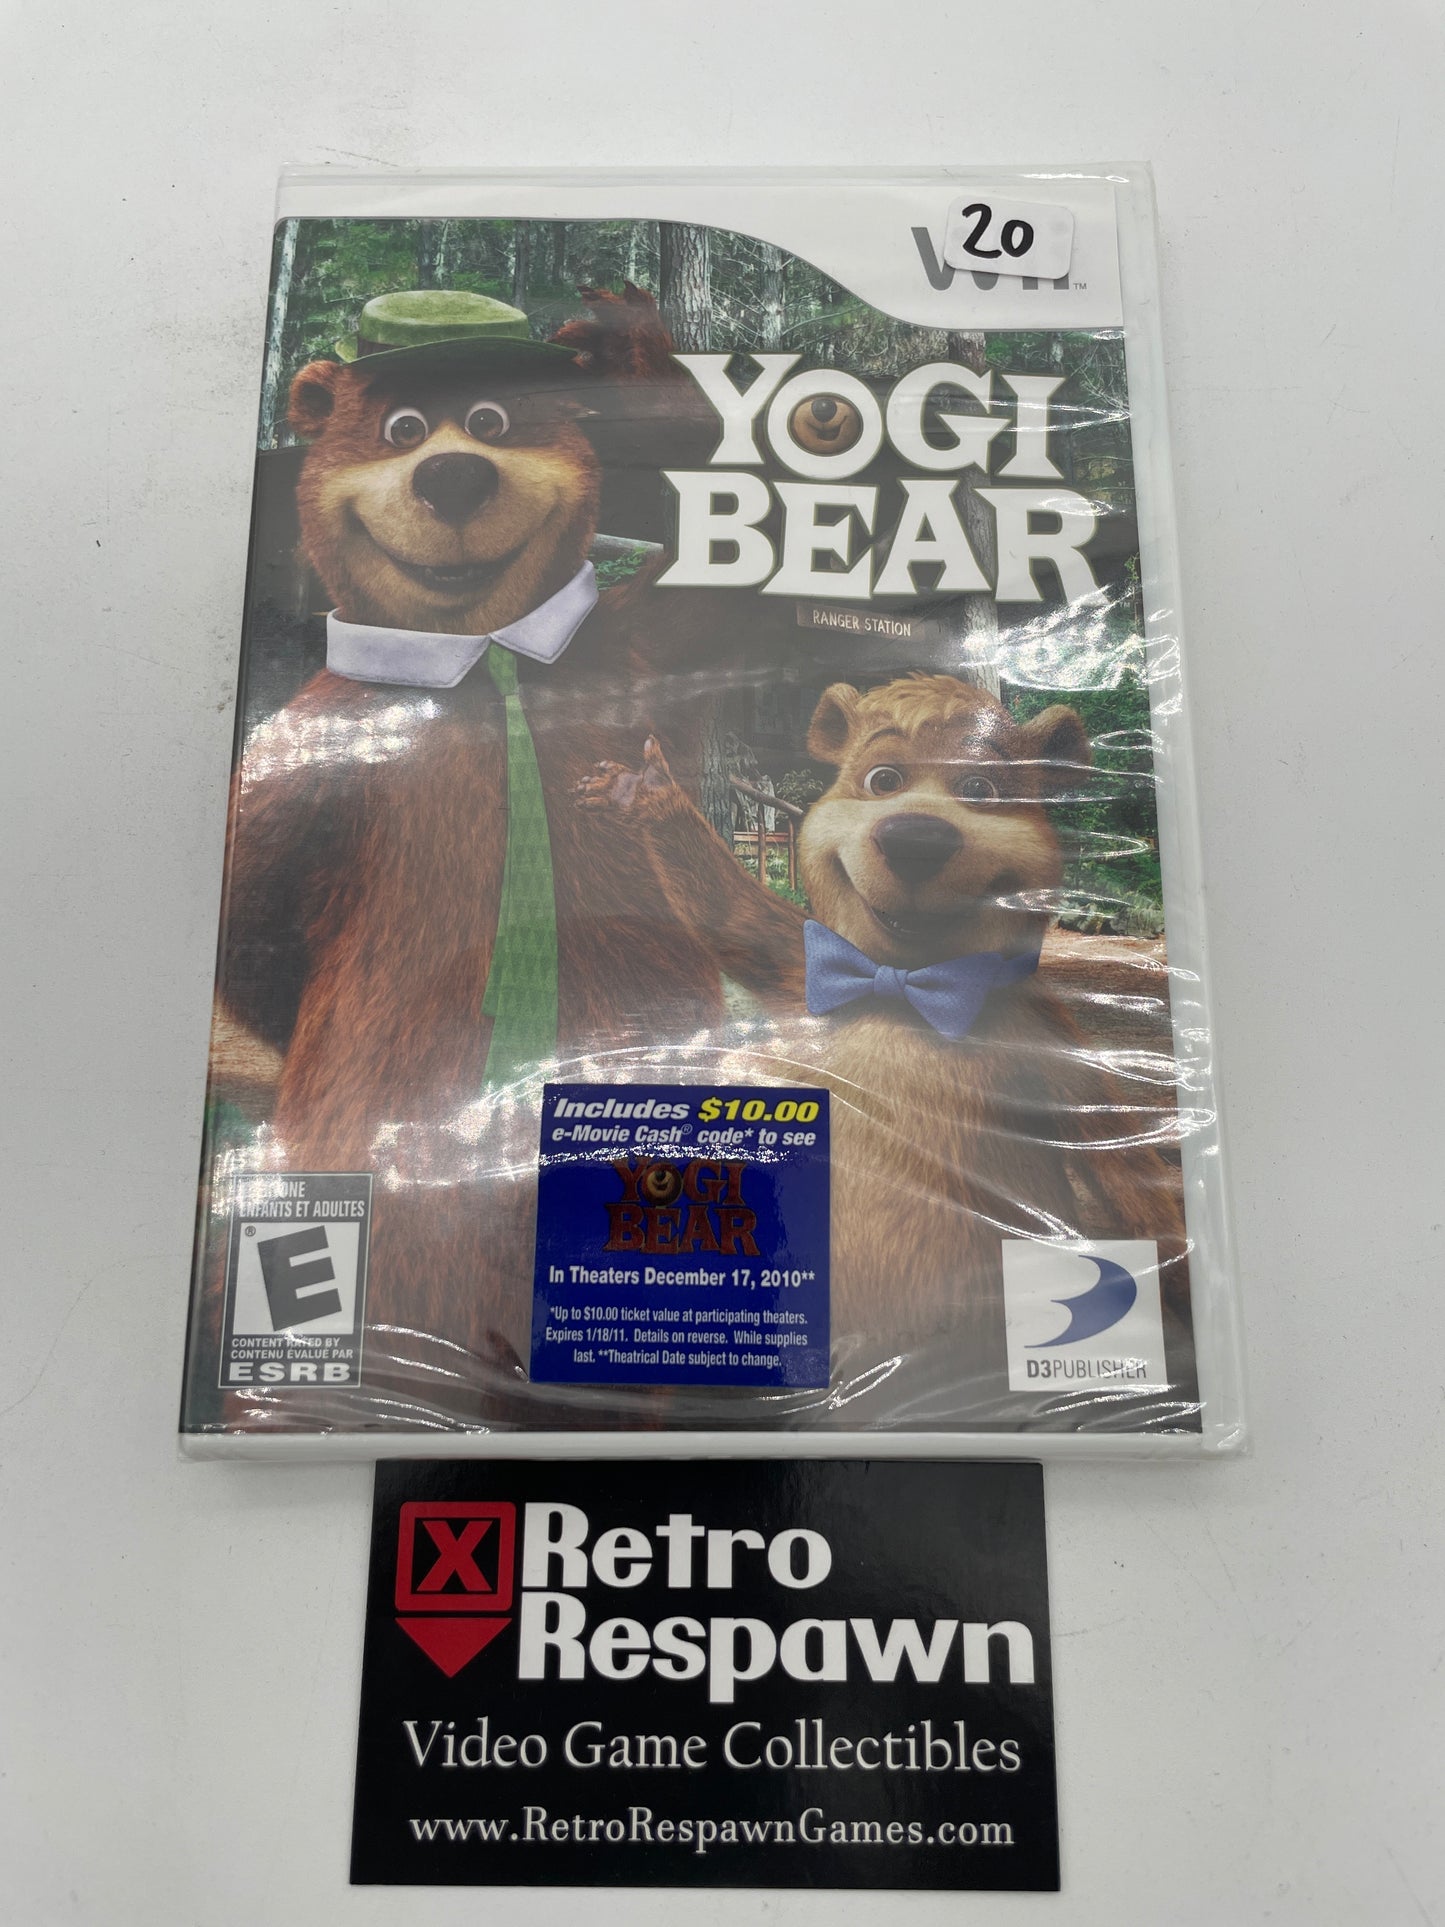 20
Wii™
YOGI
BEAR
RANGER STATION
Includes $10.00
e-Movie Cash® code* to see
YOGI
BEAR
In Theaters December 17, 2010**
*Up to $10.00 ticket value at participating theaters.
Expires 1/18/11. Details on reverse. While supplies
last. **Theatrical Date subject to change.
ENFANTS ET ADULTES
E
®
CONTENT RATED BY
CONTENU ÉVALUÉ PAR
ESRB
D3PUBLISHER
X Retro
Respawn
Video Game Collectibles
www.RetroRespawnGames.com